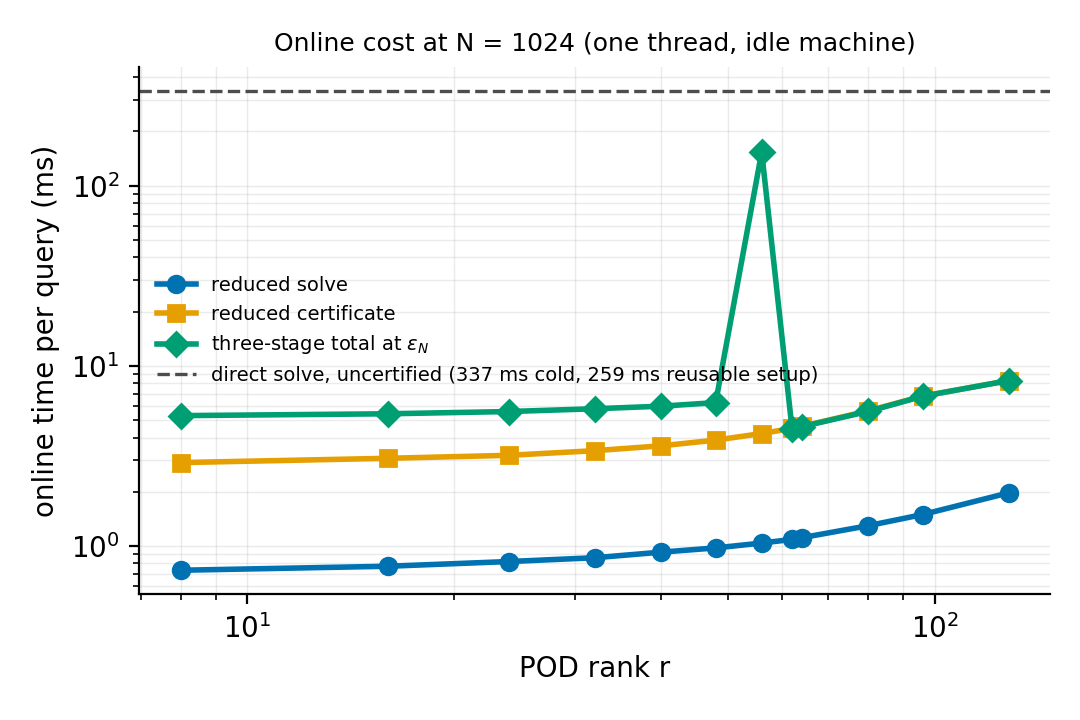 Online cost at N = 1024 (one thread, idle machine)
online time per query (ms)
10²
10¹
10⁰
reduced solve
reduced certificate
three-stage total at εN
direct solve, uncertified (337 ms cold, 259 ms reusable setup)
10¹
10²
POD rank r